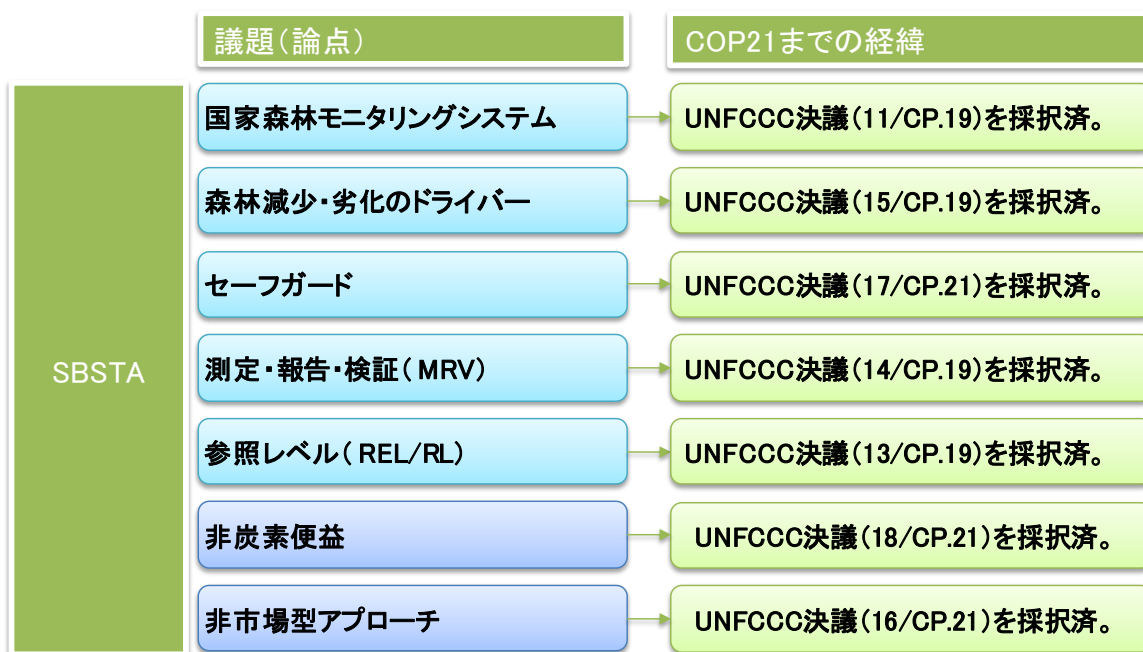 議題（論点）
COP21までの経緯
SBSTA
国家森林モニタリングシステム
UNFCCC決議（11/CP.19）を採択済。
森林減少・劣化のドライバー
UNFCCC決議（15/CP.19）を採択済。
セーフガード
UNFCCC決議（17/CP.21）を採択済。
測定・報告・検証（MRV）
UNFCCC決議（14/CP.19）を採択済。
参照レベル（REL/RL）
UNFCCC決議（13/CP.19）を採択済。
非炭素便益
UNFCCC決議（18/CP.21）を採択済。
非市場型アプローチ
UNFCCC決議（16/CP.21）を採択済。